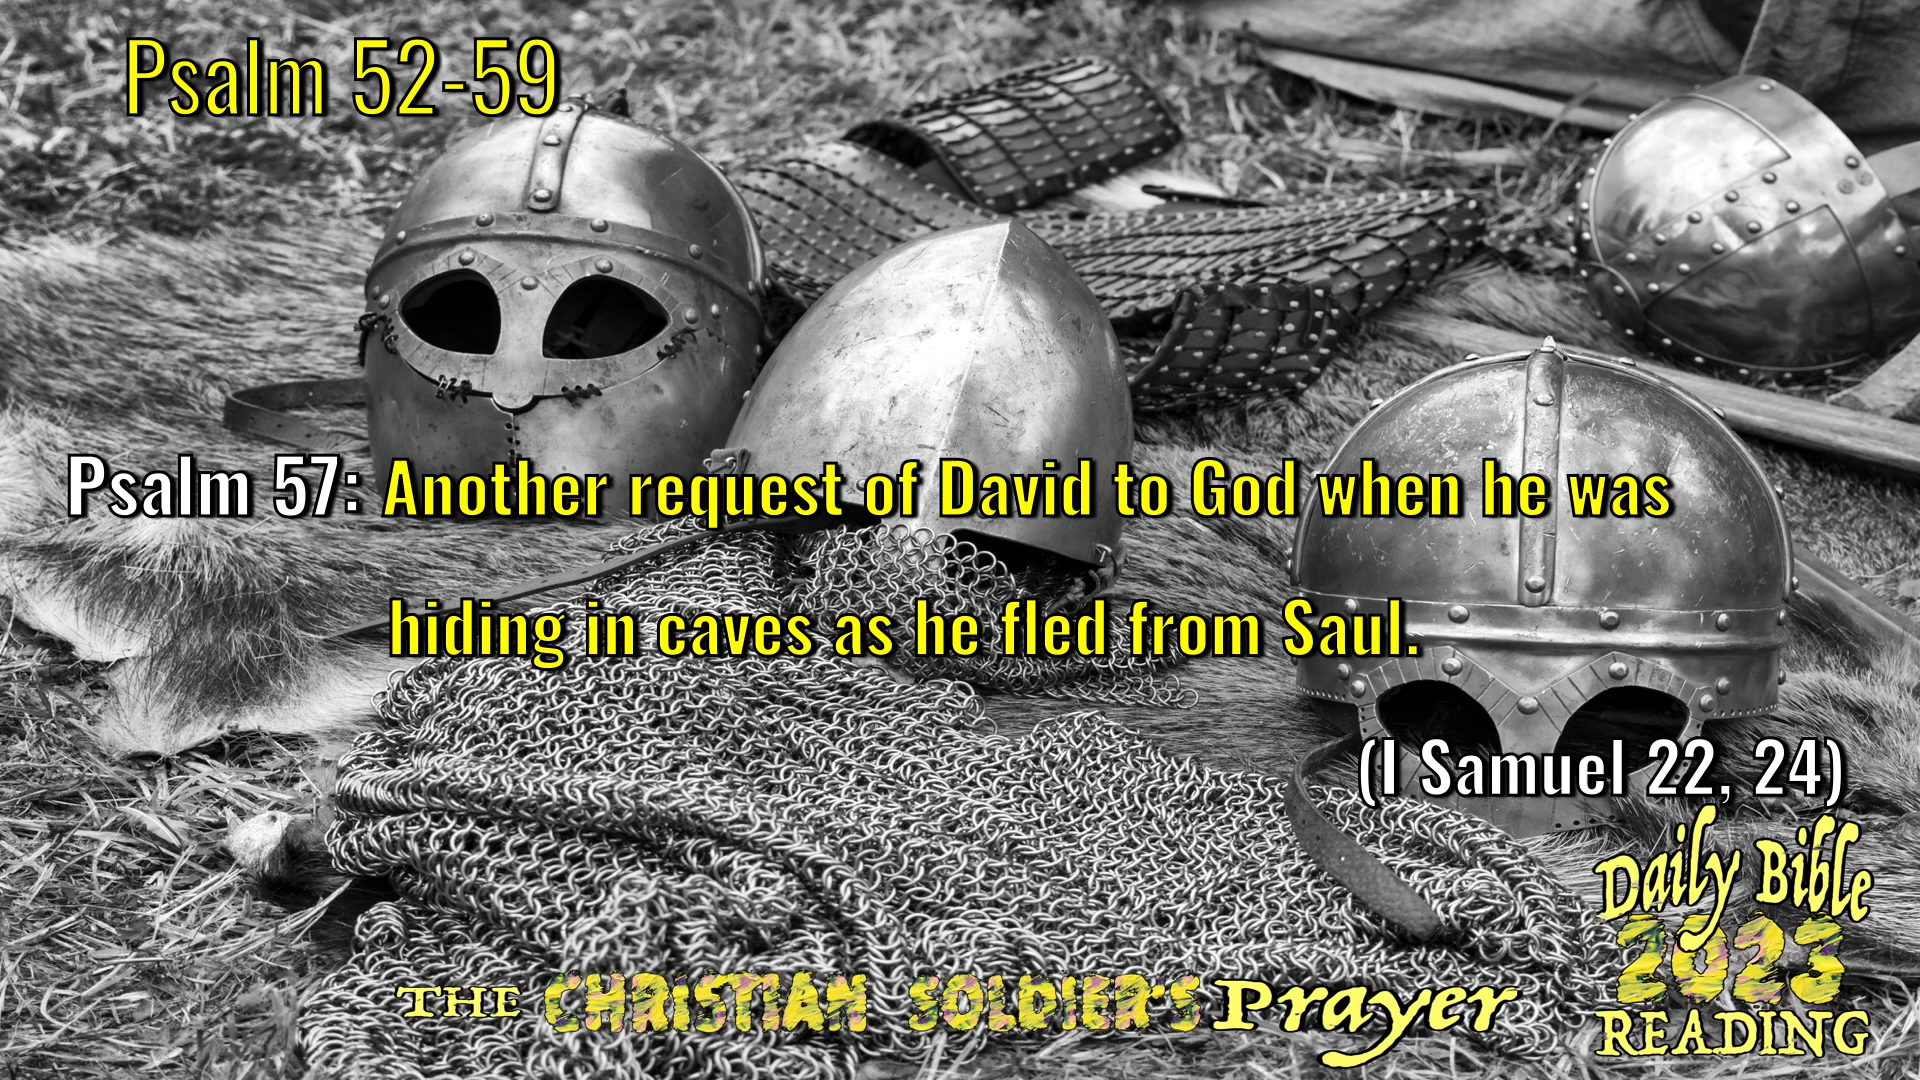 Psalm 52-59
Psalm 57: Another request of David to God when he was
hiding in caves as he fled from Saul.
(I Samuel 22, 24)
Daily Bible
2023
READING
THE CHRISTIAN SOLDIER'S Prayer